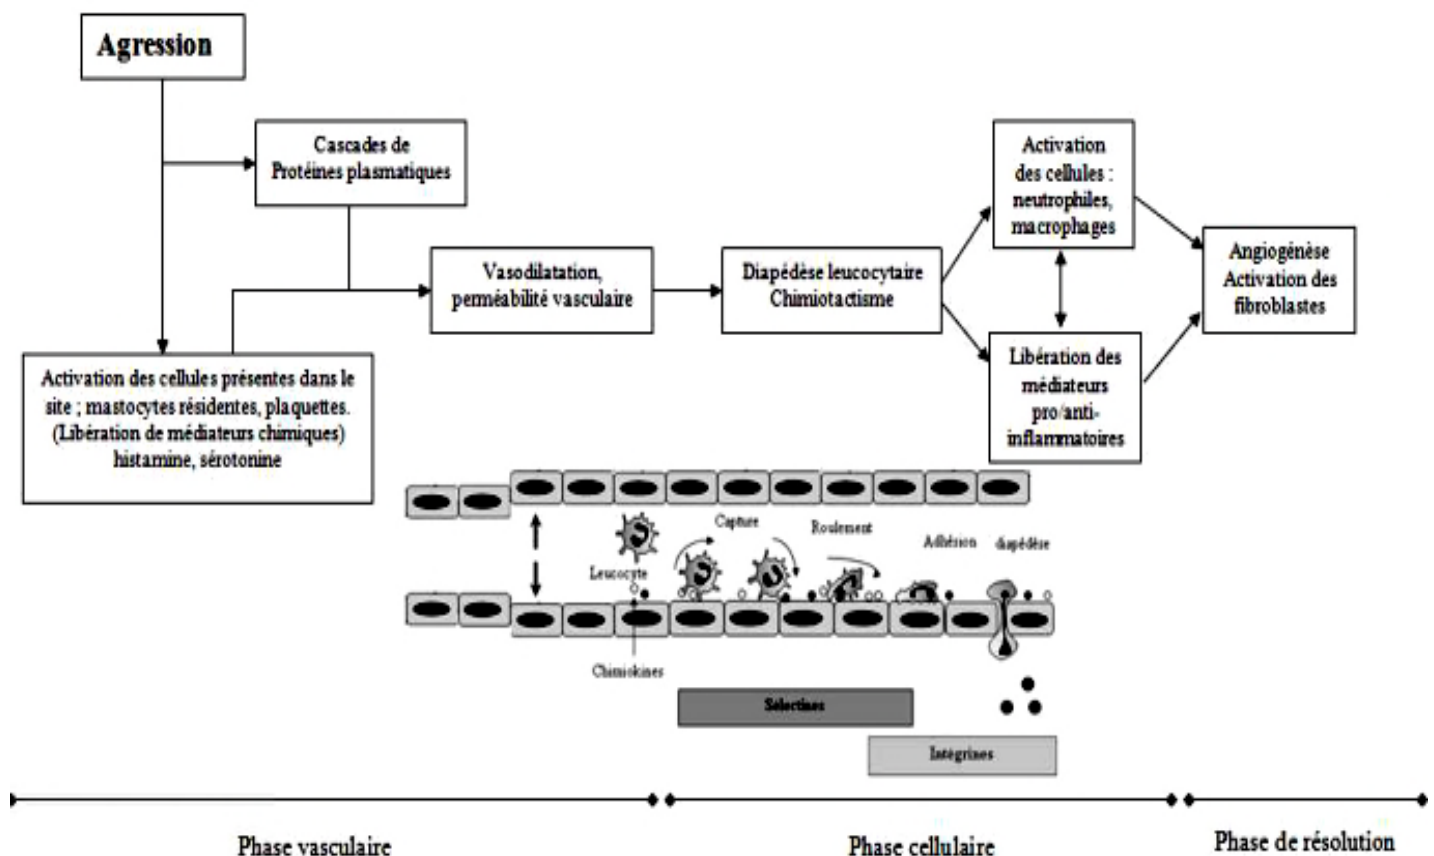 Agression
Cascades de
Protéines plasmatiques
Activation
des cellules :
neutrophiles,
macrophages
Vasodilatation,
perméabilité vasculaire
Diapédèse leucocytaire
Chimiotactisme
Angiogénèse
Activation des
fibroblastes
Activation des cellules présentes dans le
site ; mastocytes résidentes, plaquettes.
(Libération de médiateurs chimiques)
histamine, sérotonine
Libération des
médiateurs
pro/anti-
inflammatoires
Capture
Roulement
Adhérion
diapédère
Leucocyte
Chimiokines
Sélectines
Intégrines
Phase vasculaire
Phase cellulaire
Phase de résolution